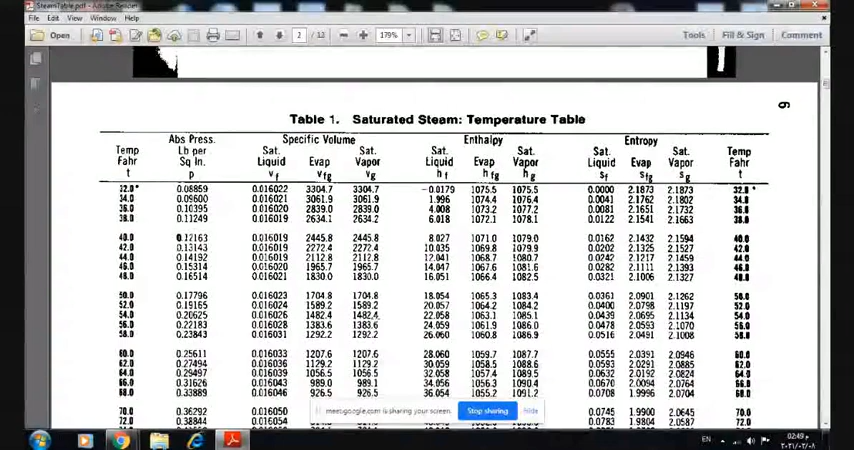 SteamTable.pdf - Adobe Reader
File Edit View Window Help
Open 2 / 12 179% Tools Fill & Sign Comment
6
Table 1. Saturated Steam: Temperature Table
Abs Press. Specific Volume Enthalpy Entropy
Temp Lb per Sat. Sat. Sat. Sat. Sat. Sat. Temp
Fahr Sq In. Liquid Evap Vapor Liquid Evap Vapor Liquid Evap Vapor Fahr
t p vf vfg vg hf hfg hg sf sfg sg t
32.0* 0.08859 0.016022 3304.7 3304.7 −0.0179 1075.5 1075.5 0.0000 2.1873 2.1873 32.0*
34.0 0.09600 0.016021 3061.9 3061.9 1.996 1074.4 1076.4 0.0041 2.1762 2.1802 34.0
36.0 0.10395 0.016020 2839.0 2839.0 4.008 1073.2 1077.2 0.0081 2.1651 2.1732 36.0
38.0 0.11249 0.016019 2634.1 2634.2 6.018 1072.1 1078.1 0.0122 2.1541 2.1663 38.0
40.0 0.12163 0.016019 2445.8 2445.8 8.027 1071.0 1079.0 0.0162 2.1432 2.1594 40.0
42.0 0.13143 0.016019 2272.4 2272.4 10.035 1069.8 1079.9 0.0202 2.1325 2.1527 42.0
44.0 0.14192 0.016019 2112.8 2112.8 12.041 1068.7 1080.7 0.0242 2.1217 2.1459 44.0
46.0 0.15314 0.016020 1965.7 1965.7 14.047 1067.6 1081.6 0.0282 2.1111 2.1393 46.0
48.0 0.16514 0.016021 1830.0 1830.0 16.051 1066.4 1082.5 0.0321 2.1006 2.1327 48.0
50.0 0.17796 0.016023 1704.8 1704.8 18.054 1065.3 1083.4 0.0361 2.0901 2.1262 50.0
52.0 0.19165 0.016024 1589.2 1589.2 20.057 1064.2 1084.2 0.0400 2.0798 2.1197 52.0
54.0 0.20625 0.016026 1482.4 1482.4 22.058 1063.1 1085.1 0.0439 2.0695 2.1134 54.0
56.0 0.22183 0.016028 1383.6 1383.6 24.059 1061.9 1086.0 0.0478 2.0593 2.1070 56.0
58.0 0.23843 0.016031 1292.2 1292.2 26.060 1060.8 1086.9 0.0516 2.0491 2.1008 58.0
60.0 0.25611 0.016033 1207.6 1207.6 28.060 1059.7 1087.7 0.0555 2.0391 2.0946 60.0
62.0 0.27494 0.016036 1129.2 1129.2 30.059 1058.5 1088.6 0.0593 2.0291 2.0885 62.0
64.0 0.29497 0.016039 1056.5 1056.5 32.058 1057.4 1089.5 0.0632 2.0192 2.0824 64.0
66.0 0.31626 0.016043 989.0 989.1 34.056 1056.3 1090.4 0.0670 2.0094 2.0764 66.0
68.0 0.33889 0.016046 926.5 926.5 36.054 1055.2 1091.2 0.0708 1.9996 2.0704 68.0
70.0 0.36292 0.016050 0.0745 1.9900 2.0645 70.0
72.0 0.38844 0.0783 1.9804 2.0587 72.0
meet.google.com is sharing your screen. Stop sharing Hide
EN 02:49 م
٢٠٢١/٠٢/٠٨